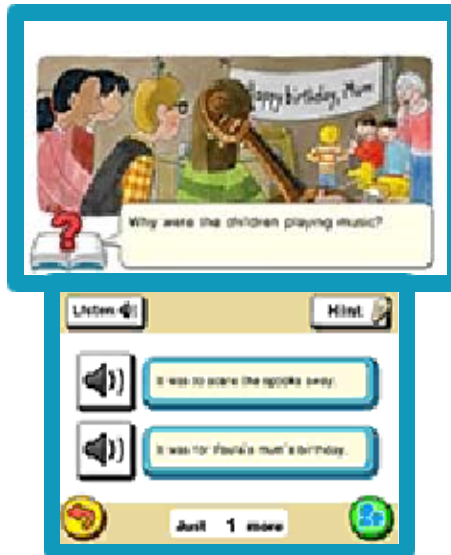 Happy birthday, Mum
Why were the children playing music?
Listen
Hint
It was to scare the spooks away.
It was for Paula's mum's birthday.
Just 1 more